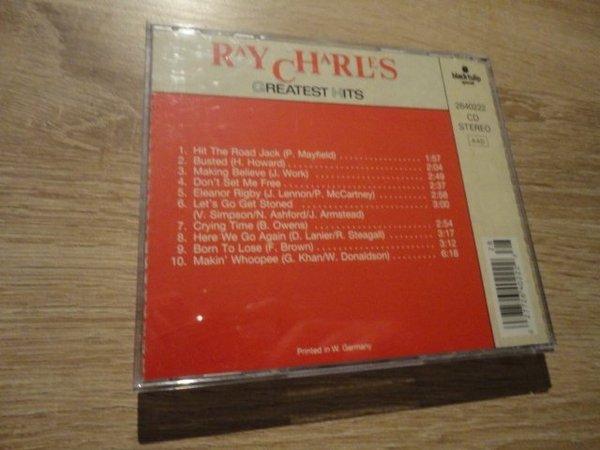 RAY CHARLES
GREATEST HITS
black tulip
2640222
CD
STEREO
AAD
1. Hit The Road Jack (P. Mayfield) 1:57
2. Busted (H. Howard) 2:04
3. Making Believe (J. Work) 2:49
4. Don't Set Me Free 2:37
5. Eleanor Rigby (J. Lennon/P. McCartney) 2:58
6. Let's Go Get Stoned 3:00
(V. Simpson/N. Ashford/J. Armstead)
7. Crying Time (B. Owens) 2:54
8. Here We Go Again (D. Lanier/R. Steagall) 3:17
9. Born To Lose (F. Brown) 3:12
10. Makin' Whoopee (G. Khan/W. Donaldson) 6:18
Printed in W. Germany